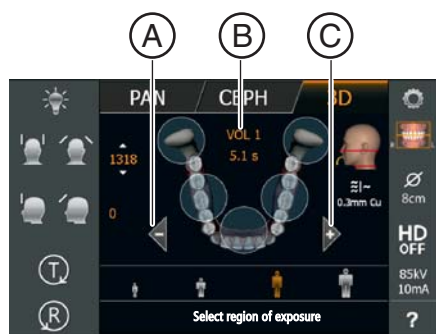 A B C
PAN CEPH 3D
VOL 1
5.1 s
1318
0
0.3mm Cu
8cm
HD
OFF
85kV
10mA
T
R
Select region of exposure
?